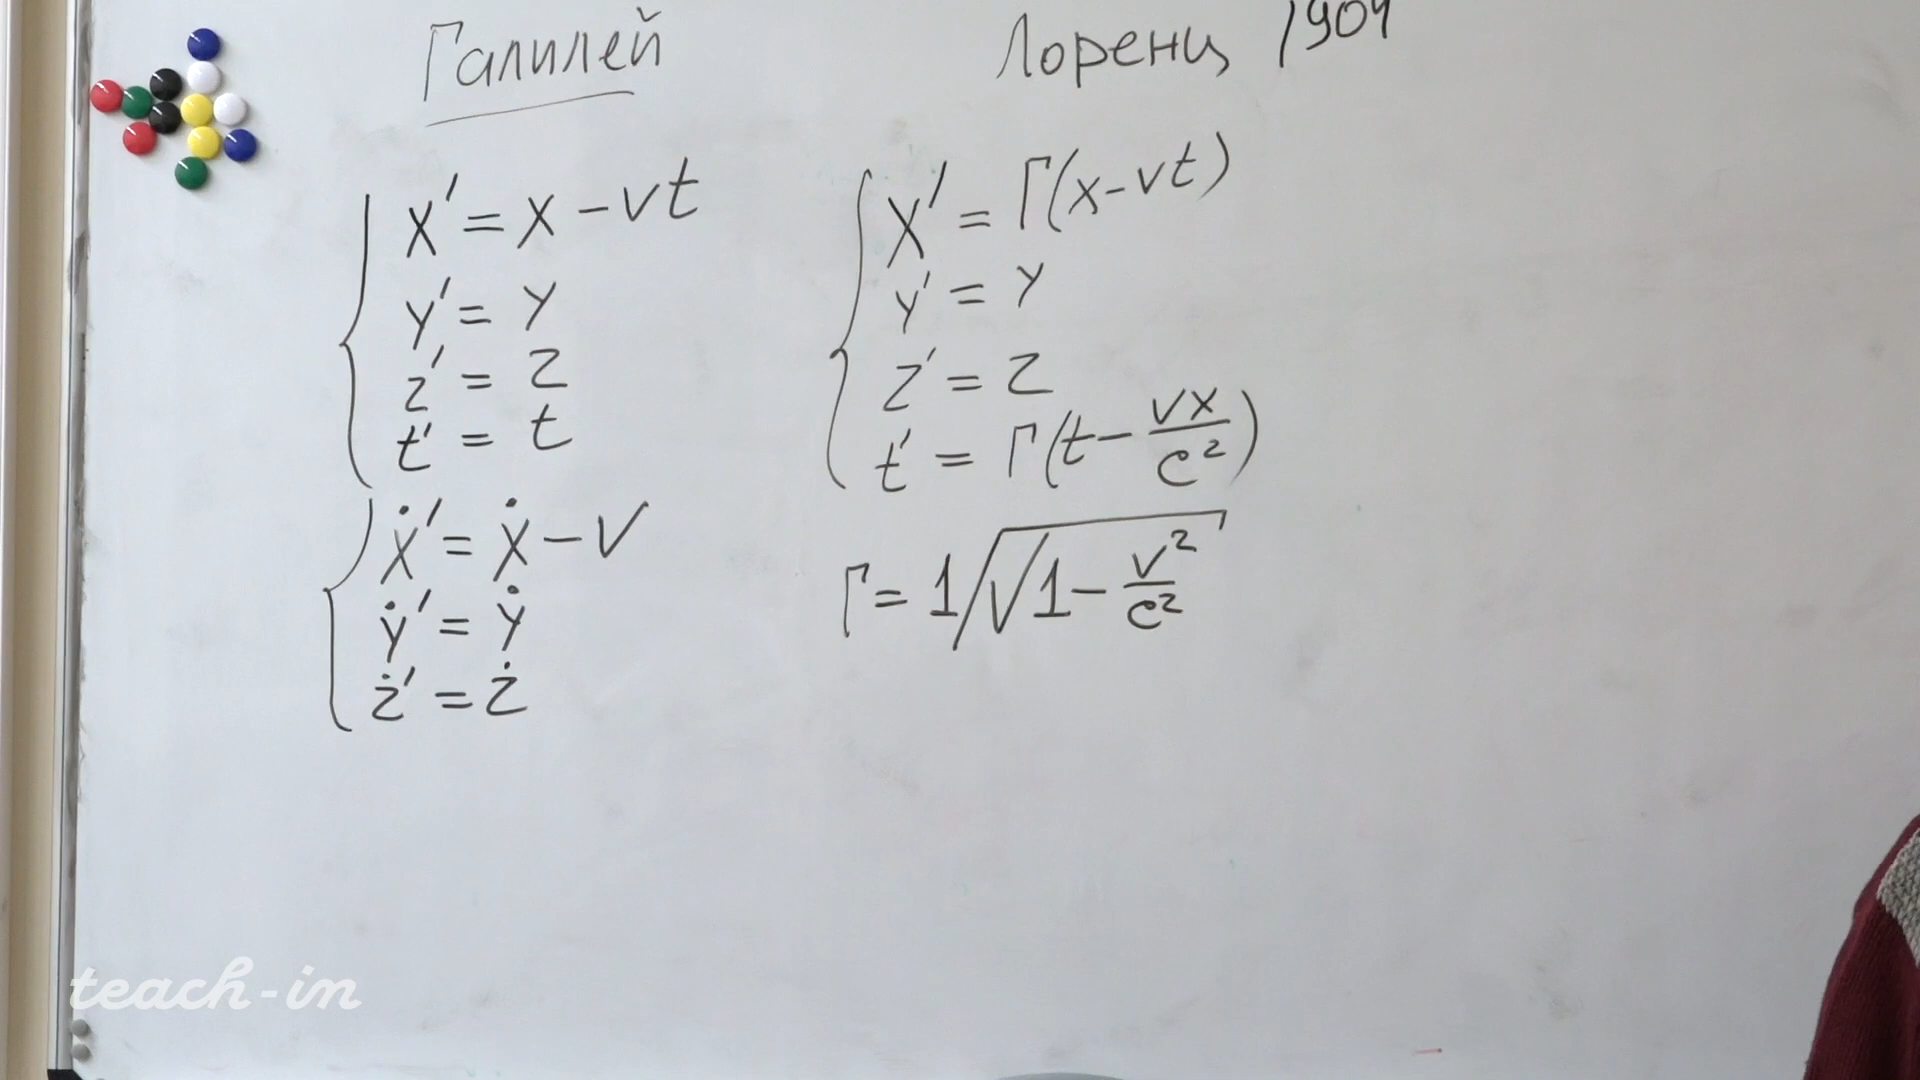 Галилей
x' = x - vt
y' = y
z' = z
t' = t
ẋ' = ẋ - v
ẏ' = ẏ
ż' = ż
Лоренц 1904
x' = Γ(x - vt)
y' = y
z' = z
t' = Γ(t - vx/c²)
Γ = 1/√(1 - v²/c²)
teach-in